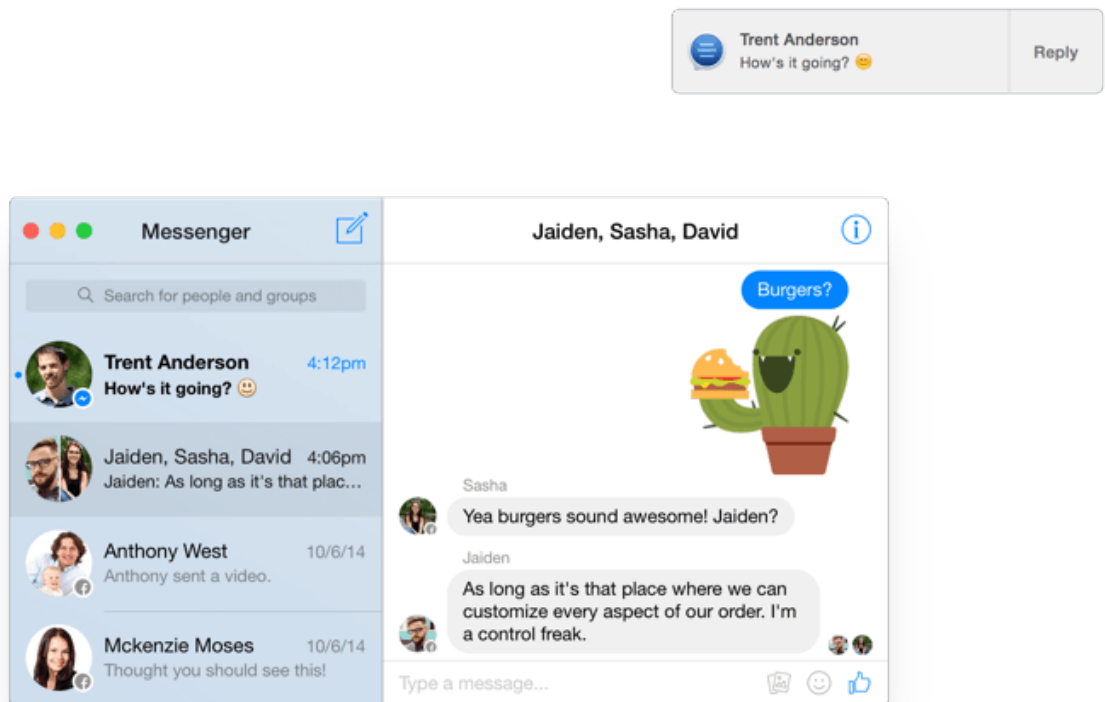 Trent Anderson
How's it going? 😊
Reply
Messenger
Search for people and groups
Trent Anderson 4:12pm
How's it going? 😃
Jaiden, Sasha, David 4:06pm
Jaiden: As long as it's that plac...
Anthony West 10/6/14
Anthony sent a video.
Mckenzie Moses 10/6/14
Thought you should see this!
Jaiden, Sasha, David
Burgers?
Sasha
Yea burgers sound awesome! Jaiden?
Jaiden
As long as it's that place where we can
customize every aspect of our order. I'm
a control freak.
Type a message...